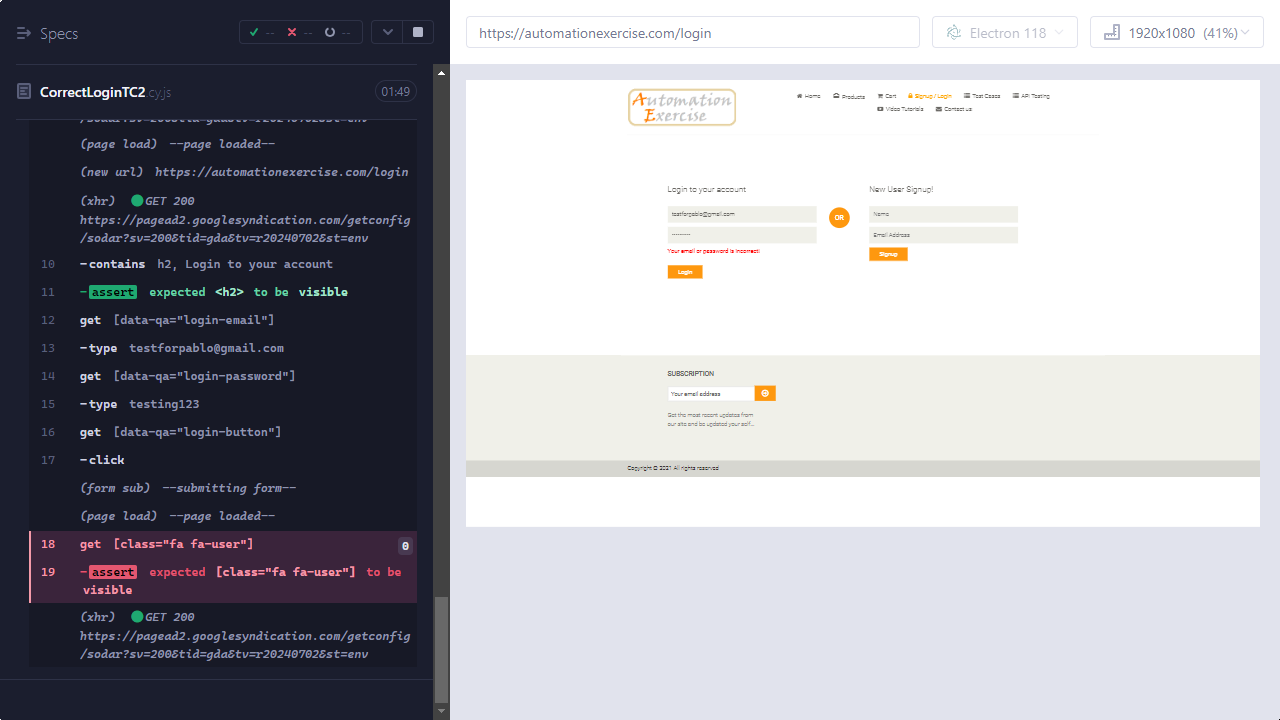 Specs
--
--
--
CorrectLoginTC2.cy.js
01:49
/sodar?sv=200&tid=gda&tv=r20240702&st=env
(page load) --page loaded--
(new url) https://automationexercise.com/login
(xhr) GET 200
https://pagead2.googlesyndication.com/getconfig
/sodar?sv=200&tid=gda&tv=r20240702&st=env
10 -contains h2, Login to your account
11 -assert expected <h2> to be visible
12 get [data-qa="login-email"]
13 -type testforpablo@gmail.com
14 get [data-qa="login-password"]
15 -type testing123
16 get [data-qa="login-button"]
17 -click
(form sub) --submitting form--
(page load) --page loaded--
18 get [class="fa fa-user"] 0
19 -assert expected [class="fa fa-user"] to be
visible
(xhr) GET 200
https://pagead2.googlesyndication.com/getconfig
/sodar?sv=200&tid=gda&tv=r20240702&st=env
https://automationexercise.com/login
Electron 118
1920x1080 (41%)
Automation
Exercise
Home Products Cart Signup / Login Test Cases API Testing
Video Tutorials Contact us
Login to your account
testforpablo@gmail.com
Your email or password is incorrect!
Login
OR
New User Signup!
Name
Email Address
Signup
SUBSCRIPTION
Your email address
Get the most recent updates from
our site and be updated your self...
Copyright © 2021 All rights reserved